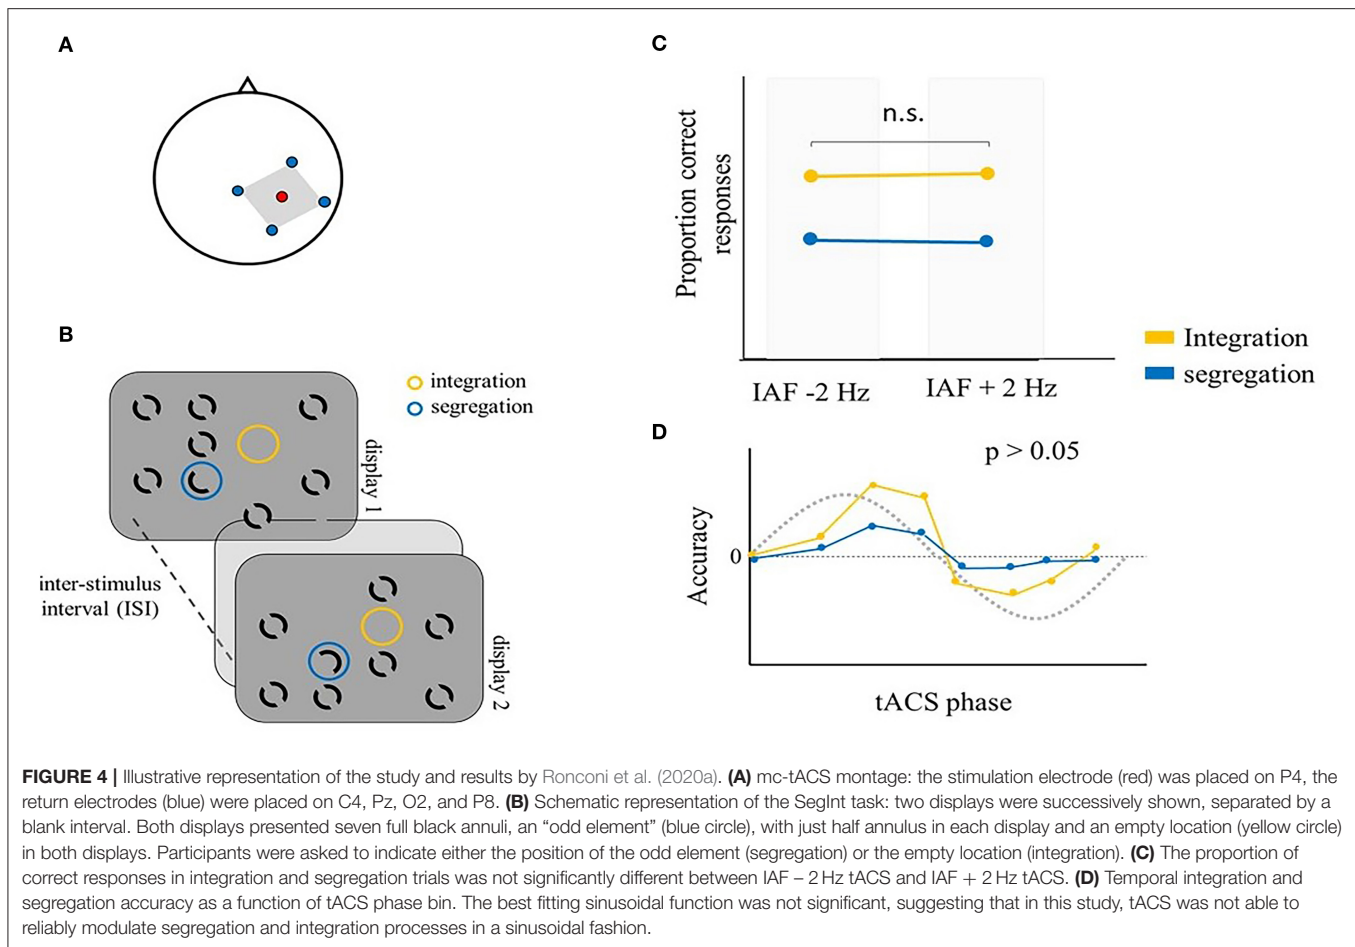 A
C
n.s.
Proportion correct
responses
IAF -2 Hz
IAF + 2 Hz
Integration
segregation
B
integration
segregation
display 1
inter-stimulus
interval (ISI)
display 2
D
p > 0.05
Accuracy
0
tACS phase
FIGURE 4 | Illustrative representation of the study and results by Ronconi et al. (2020a). (A) mc-tACS montage: the stimulation electrode (red) was placed on P4, the
return electrodes (blue) were placed on C4, Pz, O2, and P8. (B) Schematic representation of the SegInt task: two displays were successively shown, separated by a
blank interval. Both displays presented seven full black annuli, an “odd element” (blue circle), with just half annulus in each display and an empty location (yellow circle)
in both displays. Participants were asked to indicate either the position of the odd element (segregation) or the empty location (integration). (C) The proportion of
correct responses in integration and segregation trials was not significantly different between IAF – 2 Hz tACS and IAF + 2 Hz tACS. (D) Temporal integration and
segregation accuracy as a function of tACS phase bin. The best fitting sinusoidal function was not significant, suggesting that in this study, tACS was not able to
reliably modulate segregation and integration processes in a sinusoidal fashion.